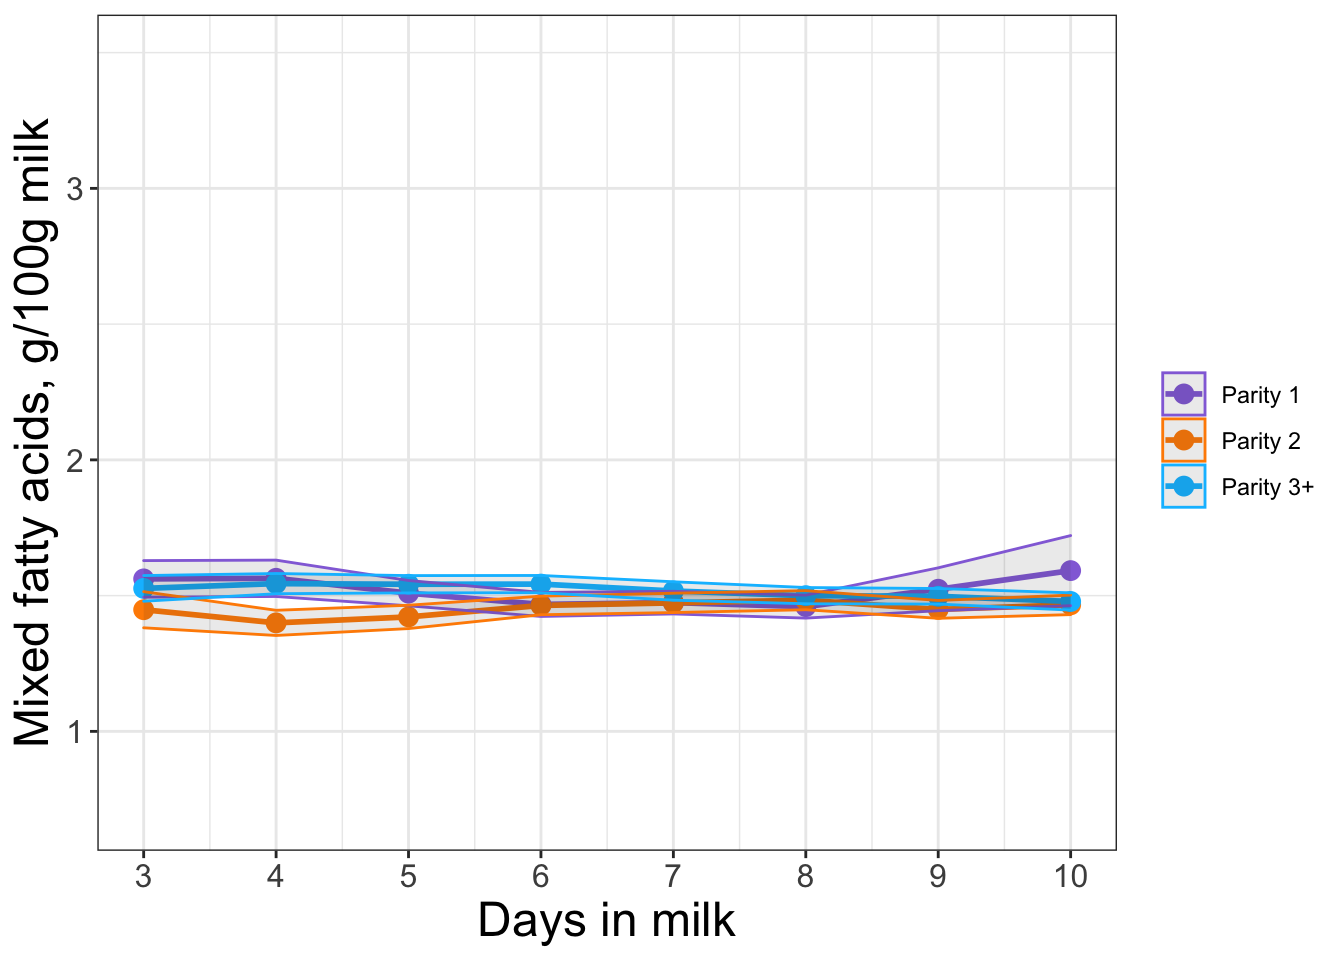 Mixed fatty acids, g/100g milk
3
2
1
3 4 5 6 7 8 9 10
Days in milk
Parity 1
Parity 2
Parity 3+